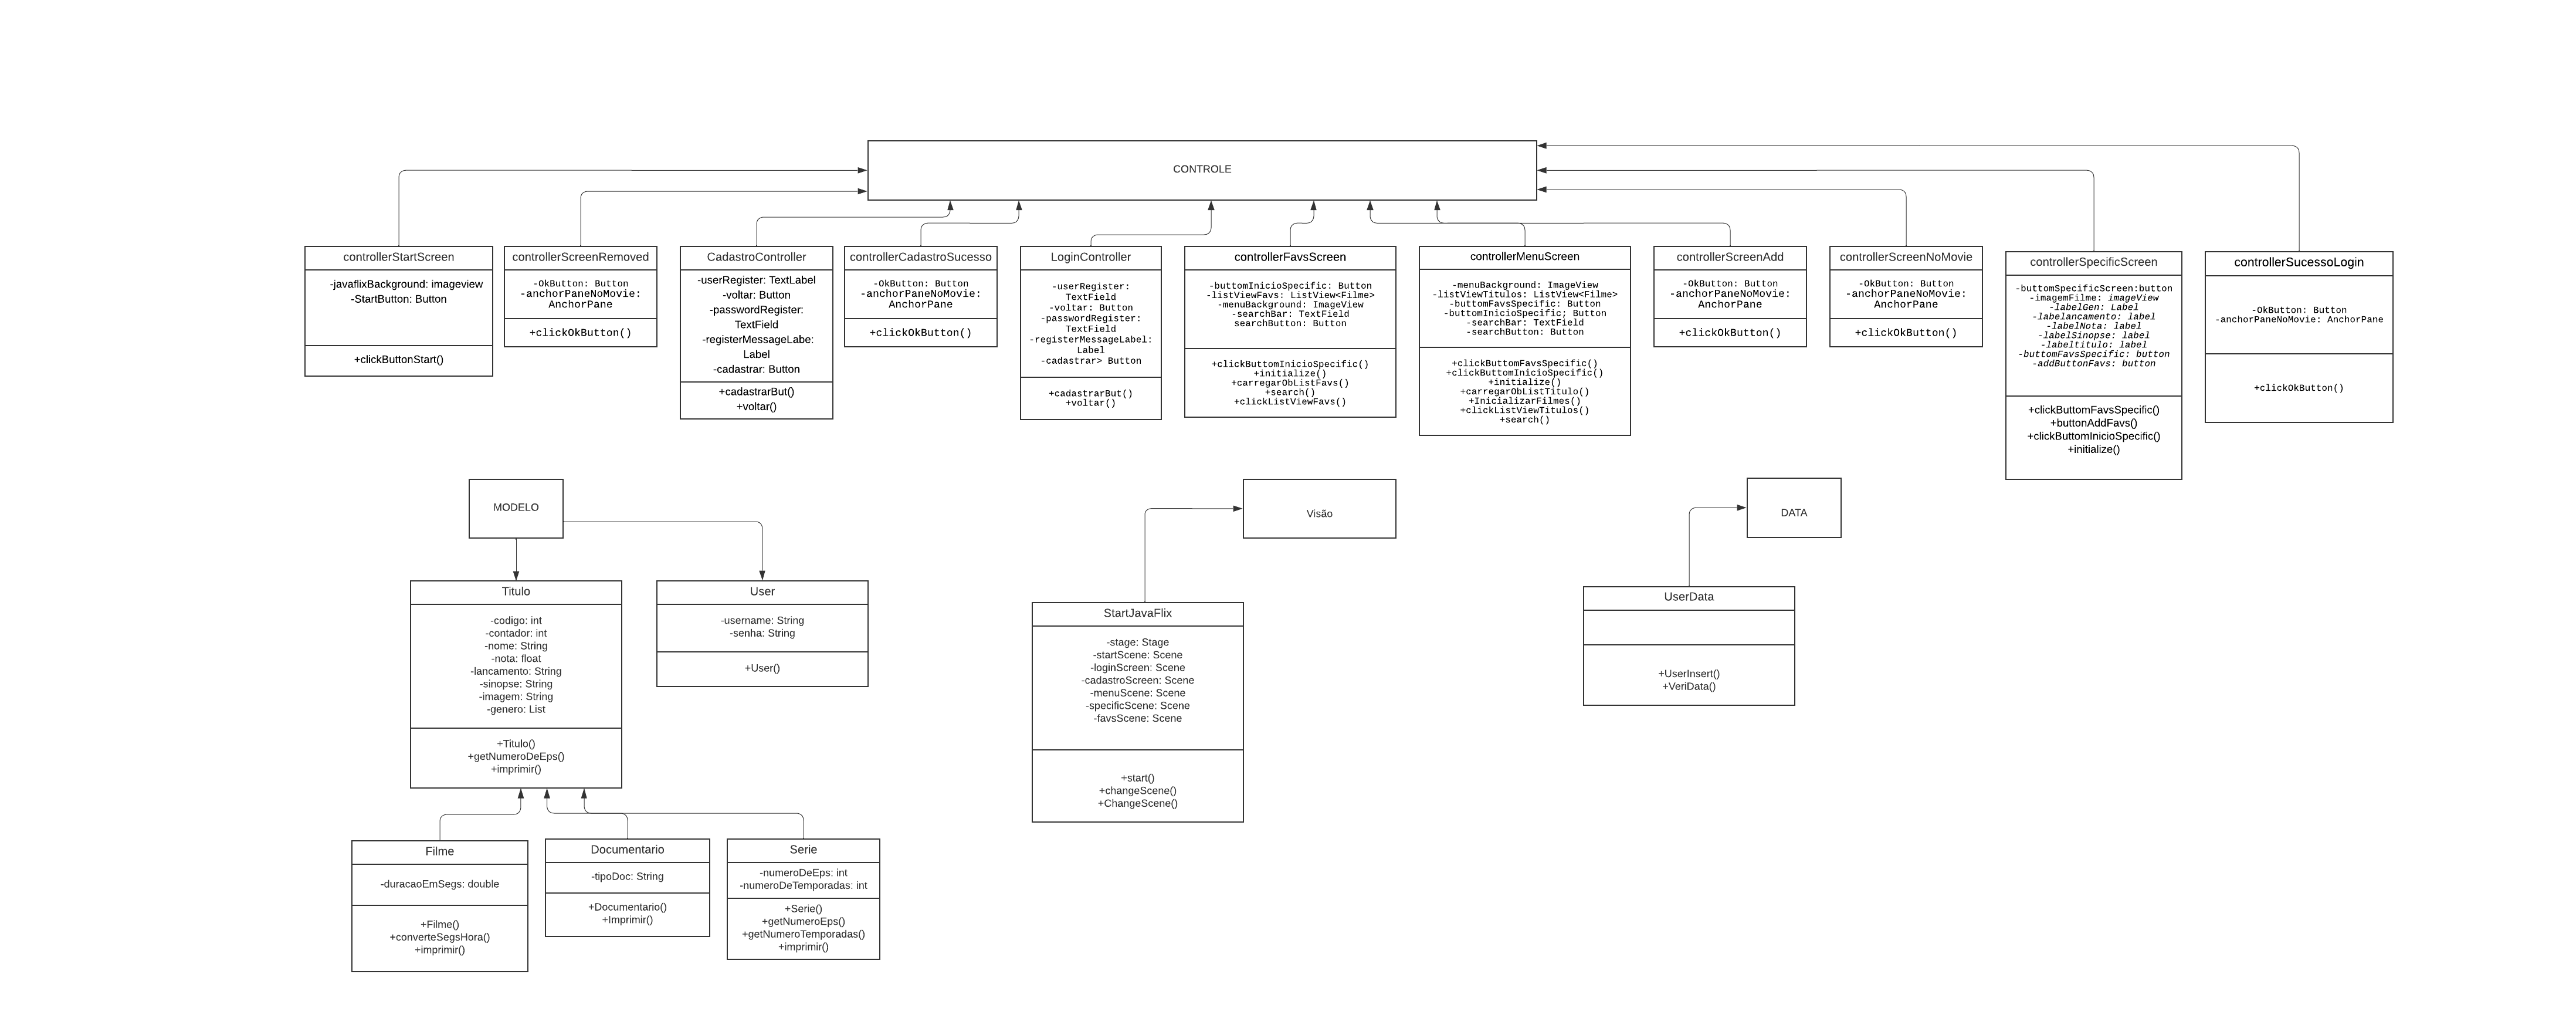 CONTROLE
controllerStartScreen
-javaflixBackground: imageview
-StartButton: Button
+clickButtonStart()
controllerScreenRemoved
-OkButton: Button
-anchorPaneNoMovie:
AnchorPane
+clickOkButton()
CadastroController
-userRegister: TextLabel
-voltar: Button
-passwordRegister:
TextField
-registerMessageLabe:
Label
-cadastrar: Button
+cadastrarBut()
+voltar()
controllerCadastroSucesso
-OkButton: Button
-anchorPaneNoMovie:
AnchorPane
+clickOkButton()
LoginController
-userRegister:
TextField
-voltar: Button
-passwordRegister:
TextField
-registerMessageLabel:
Label
-cadastrar> Button
+cadastrarBut()
+voltar()
controllerFavsScreen
-buttomInicioSpecific: Button
-listViewFavs: ListView<Filme>
-menuBackground: ImageView
-searchBar: TextField
searchButton: Button
+clickButtomInicioSpecific()
+initialize()
+carregarObListFavs()
+search()
+clickListViewFavs()
controllerMenuScreen
-menuBackground: ImageView
-listViewTitulos: ListView<Filme>
-buttomFavsSpecific: Button
-buttomInicioSpecific; Button
-searchBar: TextField
-searchButton: Button
+clickButtomFavsSpecific()
+clickButtomInicioSpecific()
+initialize()
+carregarObListTitulo()
+InicializarFilmes()
+clickListViewTitulos()
+search()
controllerScreenAdd
-OkButton: Button
-anchorPaneNoMovie:
AnchorPane
+clickOkButton()
controllerScreenNoMovie
-OkButton: Button
-anchorPaneNoMovie:
AnchorPane
+clickOkButton()
controllerSpecificScreen
-buttomSpecificScreen:button
-imagemFilme: imageView
-labelGen: Label
-labelancamento: label
-labelNota: label
-labelSinopse: label
-labeltitulo: label
-buttomFavsSpecific: button
-addButtonFavs: button
+clickButtomFavsSpecific()
+buttonAddFavs()
+clickButtomInicioSpecific()
+initialize()
controllerSucessoLogin
-OkButton: Button
-anchorPaneNoMovie: AnchorPane
+clickOkButton()
MODELO
Titulo
-codigo: int
-contador: int
-nome: String
-nota: float
-lancamento: String
-sinopse: String
-imagem: String
-genero: List
+Titulo()
+getNumeroDeEps()
+imprimir()
User
-username: String
-senha: String
+User()
Filme
-duracaoEmSegs: double
+Filme()
+converteSegsHora()
+imprimir()
Documentario
-tipoDoc: String
+Documentario()
+Imprimir()
Serie
-numeroDeEps: int
-numeroDeTemporadas: int
+Serie()
+getNumeroEps()
+getNumeroTemporadas()
+imprimir()
Visão
StartJavaFlix
-stage: Stage
-startScene: Scene
-loginScreen: Scene
-cadastroScreen: Scene
-menuScene: Scene
-specificScene: Scene
-favsScene: Scene
+start()
+changeScene()
+ChangeScene()
DATA
UserData
+UserInsert()
+VeriData()